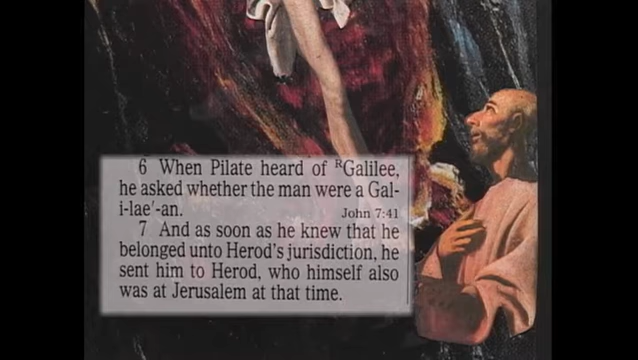 6 When Pilate heard of ᴿGalilee,
he asked whether the man were a Gal-
i-lae′-an. John 7:41
7 And as soon as he knew that he
belonged unto Herod's jurisdiction, he
sent him to Herod, who himself also
was at Jerusalem at that time.